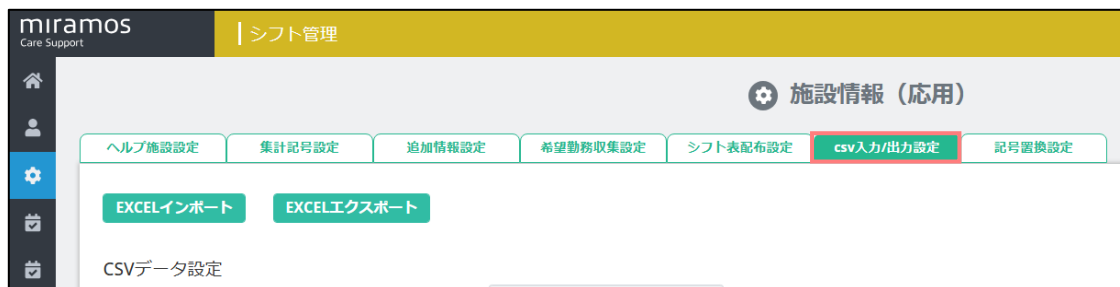 miramos
Care Support
シフト管理
施設情報（応用）
ヘルプ施設設定
集計記号設定
追加情報設定
希望勤務収集設定
シフト表配布設定
csv入力/出力設定
記号置換設定
EXCELインポート
EXCELエクスポート
CSVデータ設定